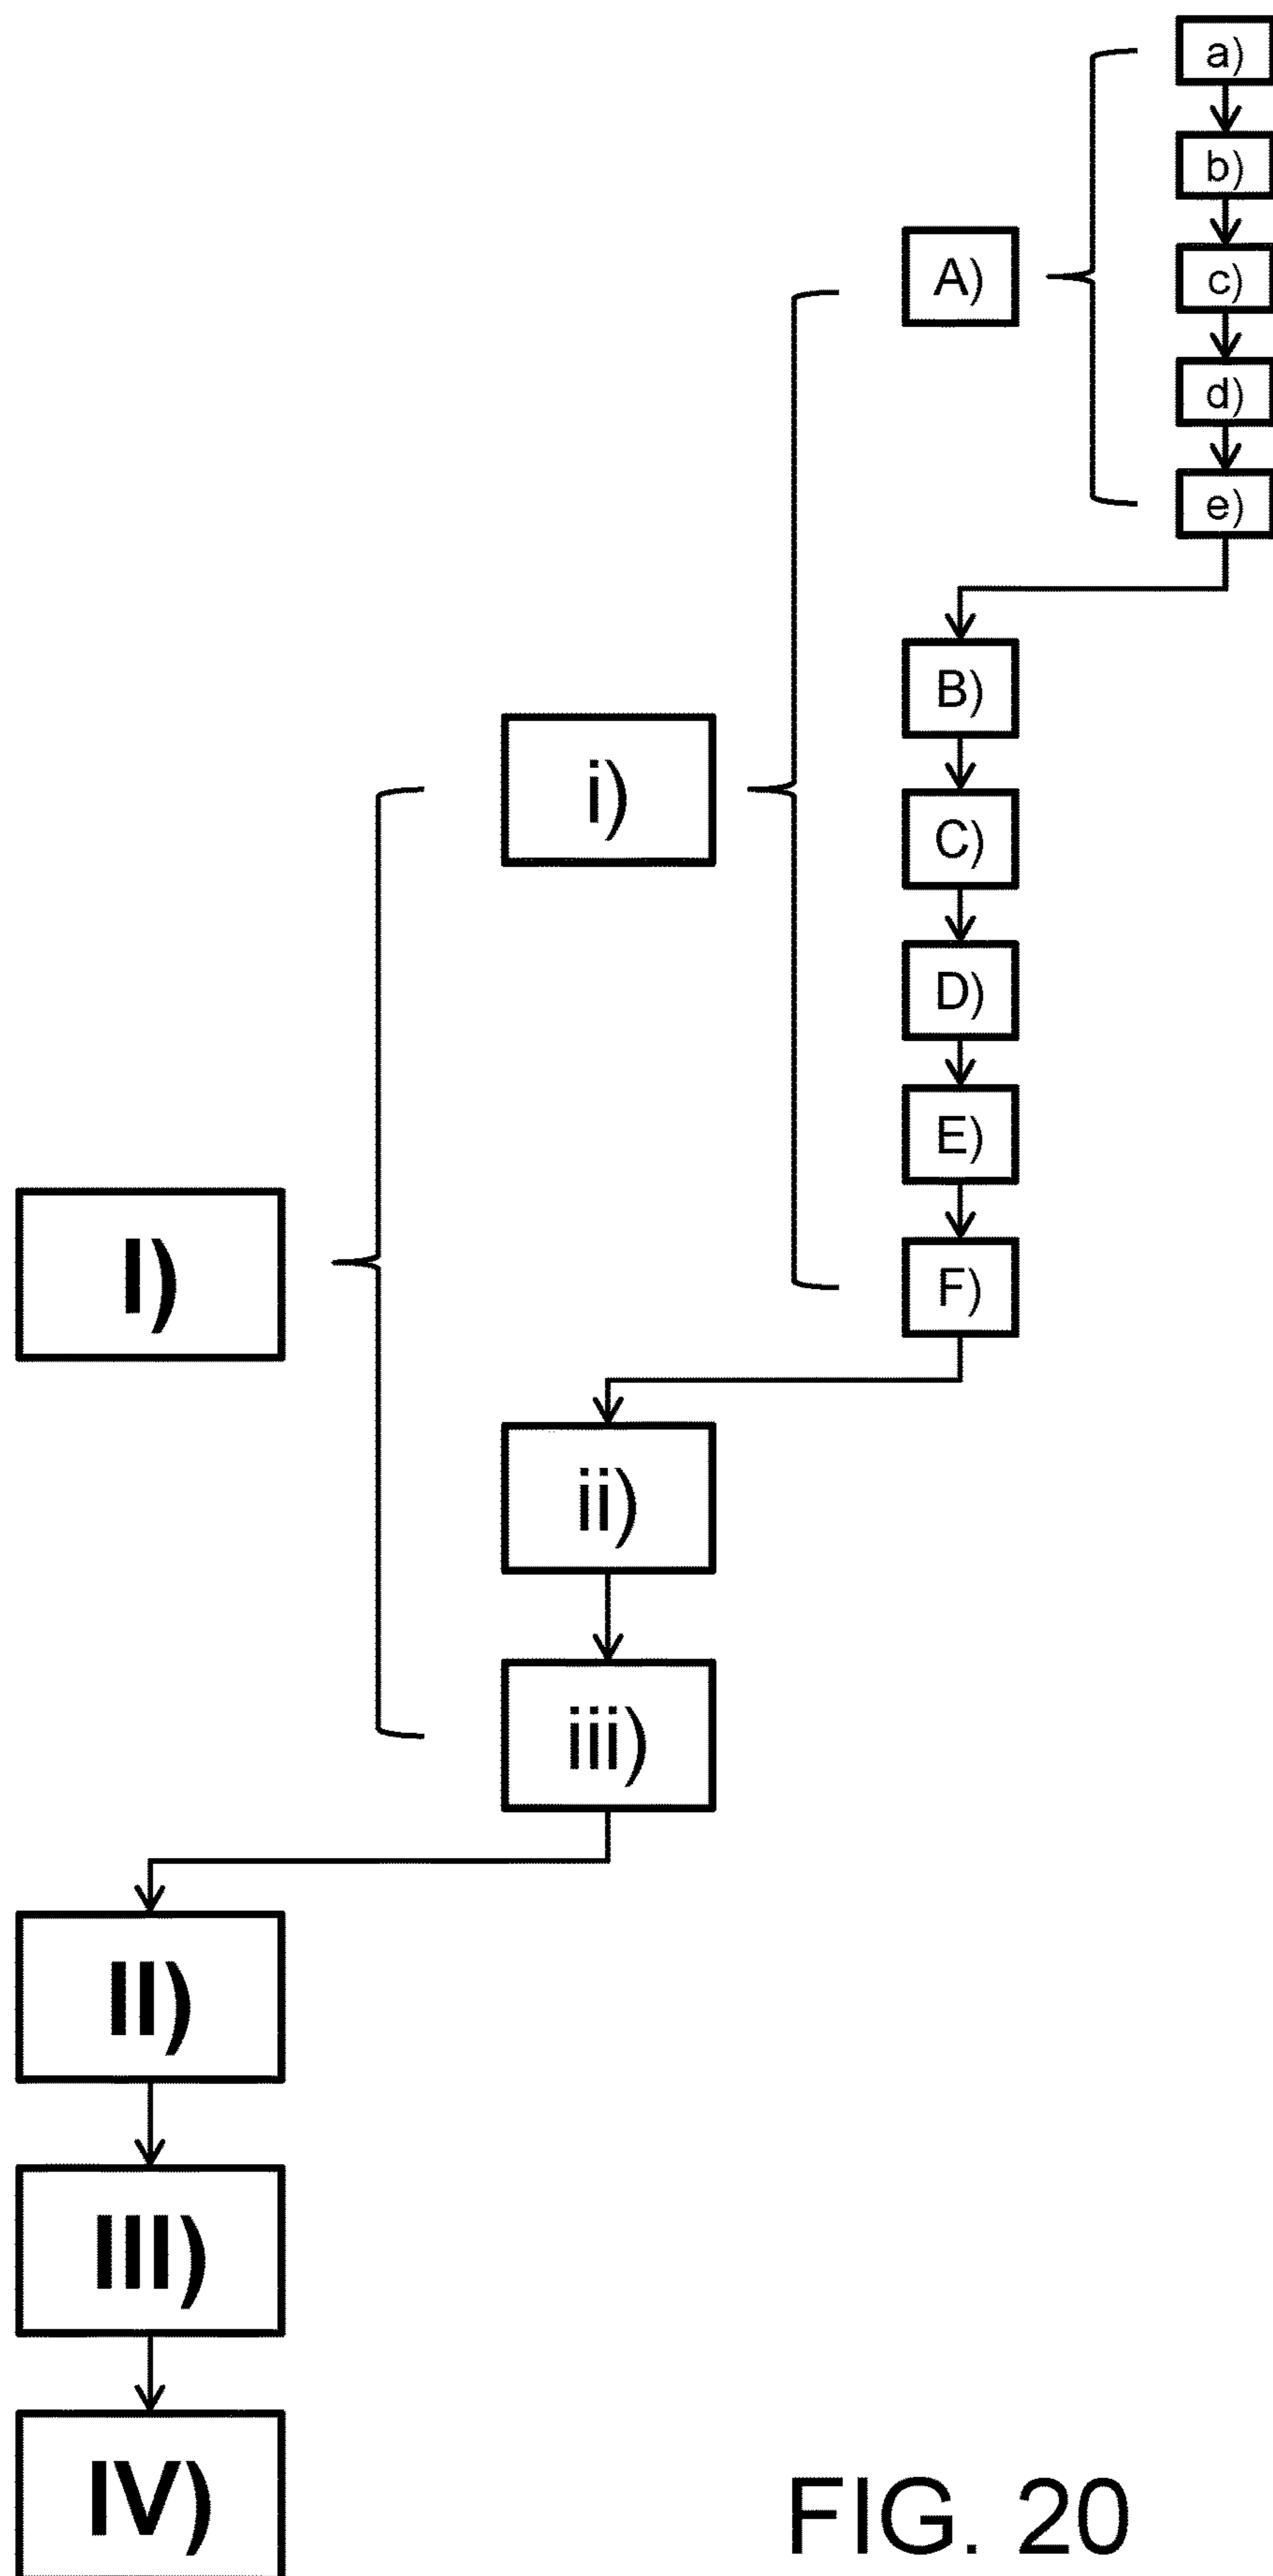 a)
b)
A)
c)
d)
e)
B)
i)
C)
D)
E)
I)
F)
ii)
iii)
II)
III)
IV)
FIG. 20